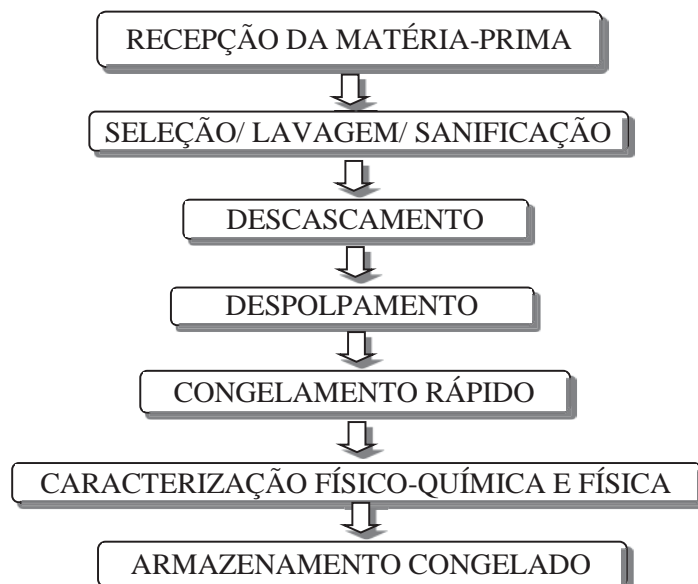 RECEPÇÃO DA MATÉRIA-PRIMA
SELEÇÃO/ LAVAGEM/ SANIFICAÇÃO
DESCASCAMENTO
DESPOLPAMENTO
CONGELAMENTO RÁPIDO
CARACTERIZAÇÃO FÍSICO-QUÍMICA E FÍSICA
ARMAZENAMENTO CONGELADO